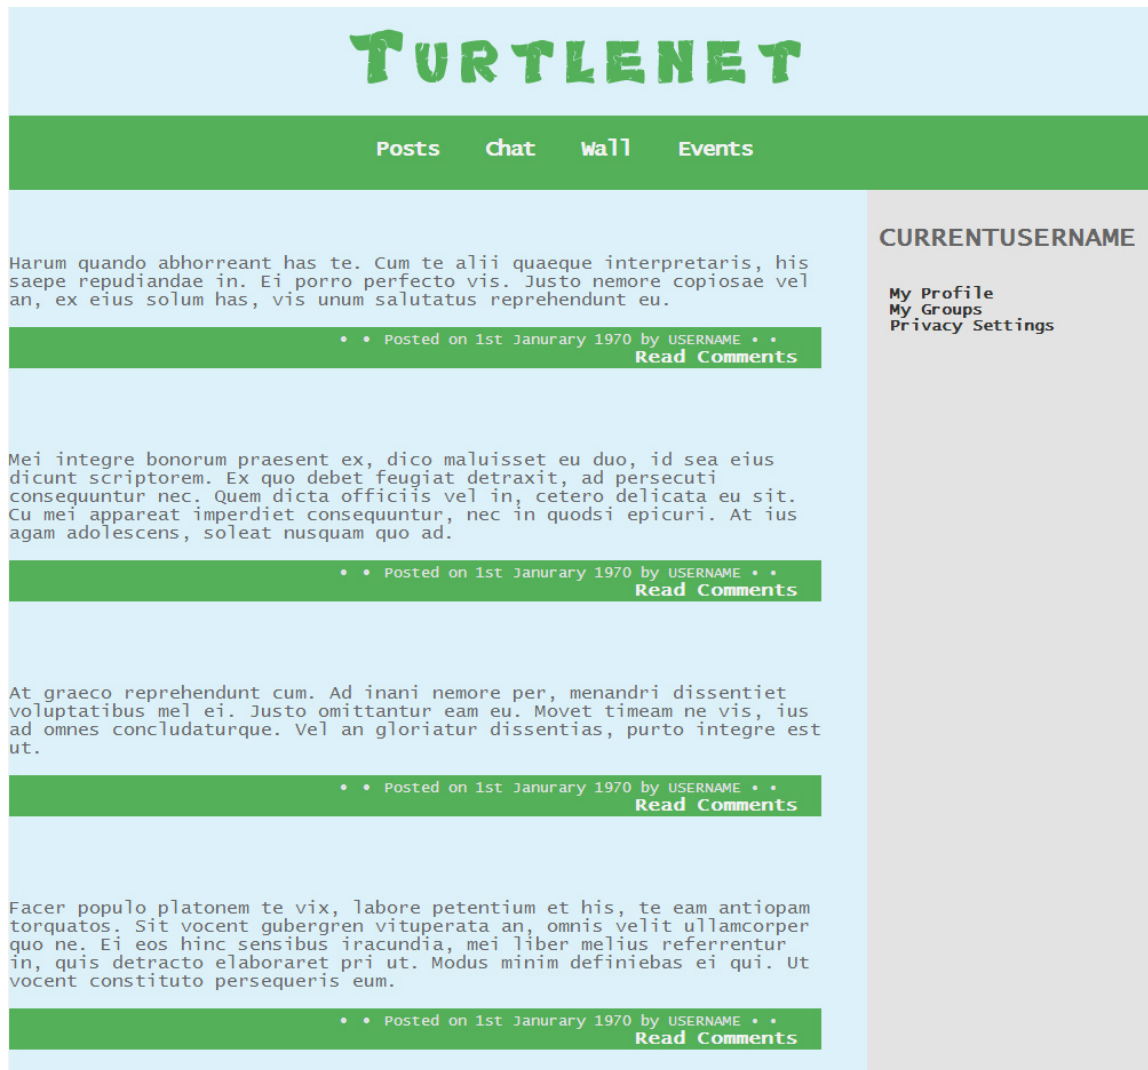 Turtlenet
Posts Chat Wall Events
Harum quando abhorreant has te. Cum te alii quaeque interpretaris, his
saepe repudiandae in. Ei porro perfecto vis. Justo nemore copiosae vel
an, ex eius solum has, vis unum salutatus reprehendunt eu.
• • Posted on 1st Janurary 1970 by USERNAME • •
Read Comments
Mei integre bonorum praesent ex, dico maluisset eu duo, id sea eius
dicunt scriptorem. Ex quo debet feugiat detraxit, ad persecuti
consequuntur nec. Quem dicta officiis vel in, cetero delicata eu sit.
Cu mei appareat imperdiet consequuntur, nec in quodsi epicuri. At ius
agam adolescens, soleat nusquam quo ad.
• • Posted on 1st Janurary 1970 by USERNAME • •
Read Comments
At graeco reprehendunt cum. Ad inani nemore per, menandri dissentiet
voluptatibus mel ei. Justo omittantur eam eu. Movet timeam ne vis, ius
ad omnes concludaturque. Vel an gloriatur dissentias, purto integre est
ut.
• • Posted on 1st Janurary 1970 by USERNAME • •
Read Comments
Facer populo platonem te vix, labore petentium et his, te eam antiopam
torquatos. Sit vocent gubergren vituperata an, omnis velit ullamcorper
quo ne. Ei eos hinc sensibus iracundia, mei liber melius referrentur
in, quis detracto elaboraret pri ut. Modus minim definiebas ei qui. Ut
vocent constituto persequeris eum.
• • Posted on 1st Janurary 1970 by USERNAME • •
Read Comments
CURRENTUSERNAME
My Profile
My Groups
Privacy Settings